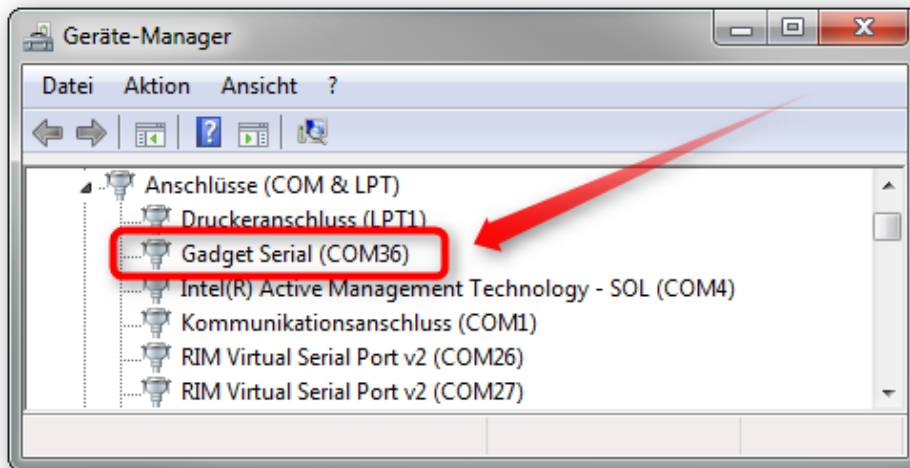 Geräte-Manager
Datei Aktion Ansicht ?
Anschlüsse (COM & LPT)
Druckeranschluss (LPT1)
Gadget Serial (COM36)
Intel(R) Active Management Technology - SOL (COM4)
Kommunikationsanschluss (COM1)
RIM Virtual Serial Port v2 (COM26)
RIM Virtual Serial Port v2 (COM27)